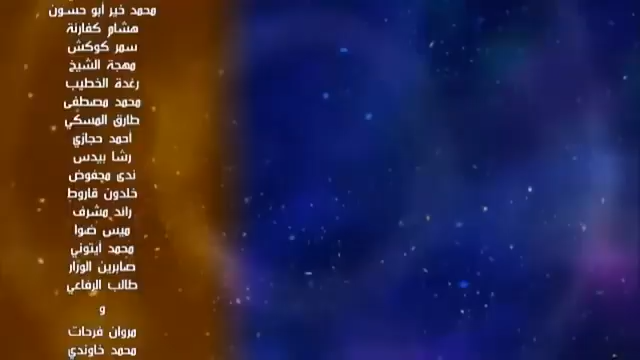 محمد خير أبو حسون
هشام كفارنة
سمر كوكش
مهجة الشيخ
رغدة الخطيب
محمد مصطفى
طارق المسكي
أحمد حجازي
رشا بيدس
ندى محفوض
خلدون قاروط
رائد مشرف
ميس ضوا
محمد أيتوني
صابرين الوزار
طالب الرفاعي
و
مروان فرحات
محمد خاوندي